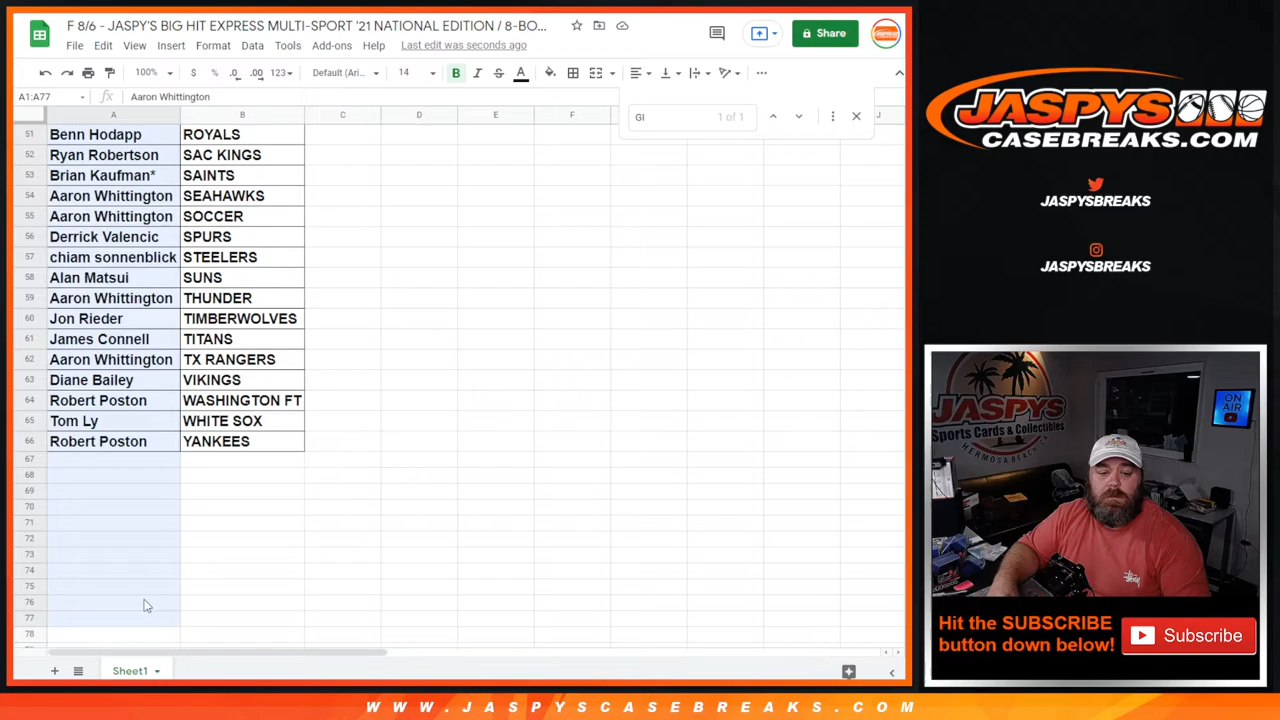 F 8/6 - JASPY'S BIG HIT EXPRESS MULTI-SPORT '21 NATIONAL EDITION / 8-BO...
File Edit View Insert Format Data Tools Add-ons Help Last edit was seconds ago
Share
100% $ % .0 .00 123 Default (Ari... 14 B I S A
A1:A77 fx Aaron Whittington
GI 1 of 1
A B C D E F J
51 Benn Hodapp ROYALS
52 Ryan Robertson SAC KINGS
53 Brian Kaufman* SAINTS
54 Aaron Whittington SEAHAWKS
55 Aaron Whittington SOCCER
56 Derrick Valencic SPURS
57 chiam sonnenblick STEELERS
58 Alan Matsui SUNS
59 Aaron Whittington THUNDER
60 Jon Rieder TIMBERWOLVES
61 James Connell TITANS
62 Aaron Whittington TX RANGERS
63 Diane Bailey VIKINGS
64 Robert Poston WASHINGTON FT
65 Tom Ly WHITE SOX
66 Robert Poston YANKEES
67
68
69
70
71
72
73
74
75
76
77
78
Sheet1
JASPYS
CASEBREAKS.COM
JASPYSBREAKS
JASPYSBREAKS
JASPYS
Sports Cards & Collectibles
HERMOSA BEACH CA
ON AIR
Hit the SUBSCRIBE
button down below!
Subscribe
WWW.JASPYSCASEBREAKS.COM